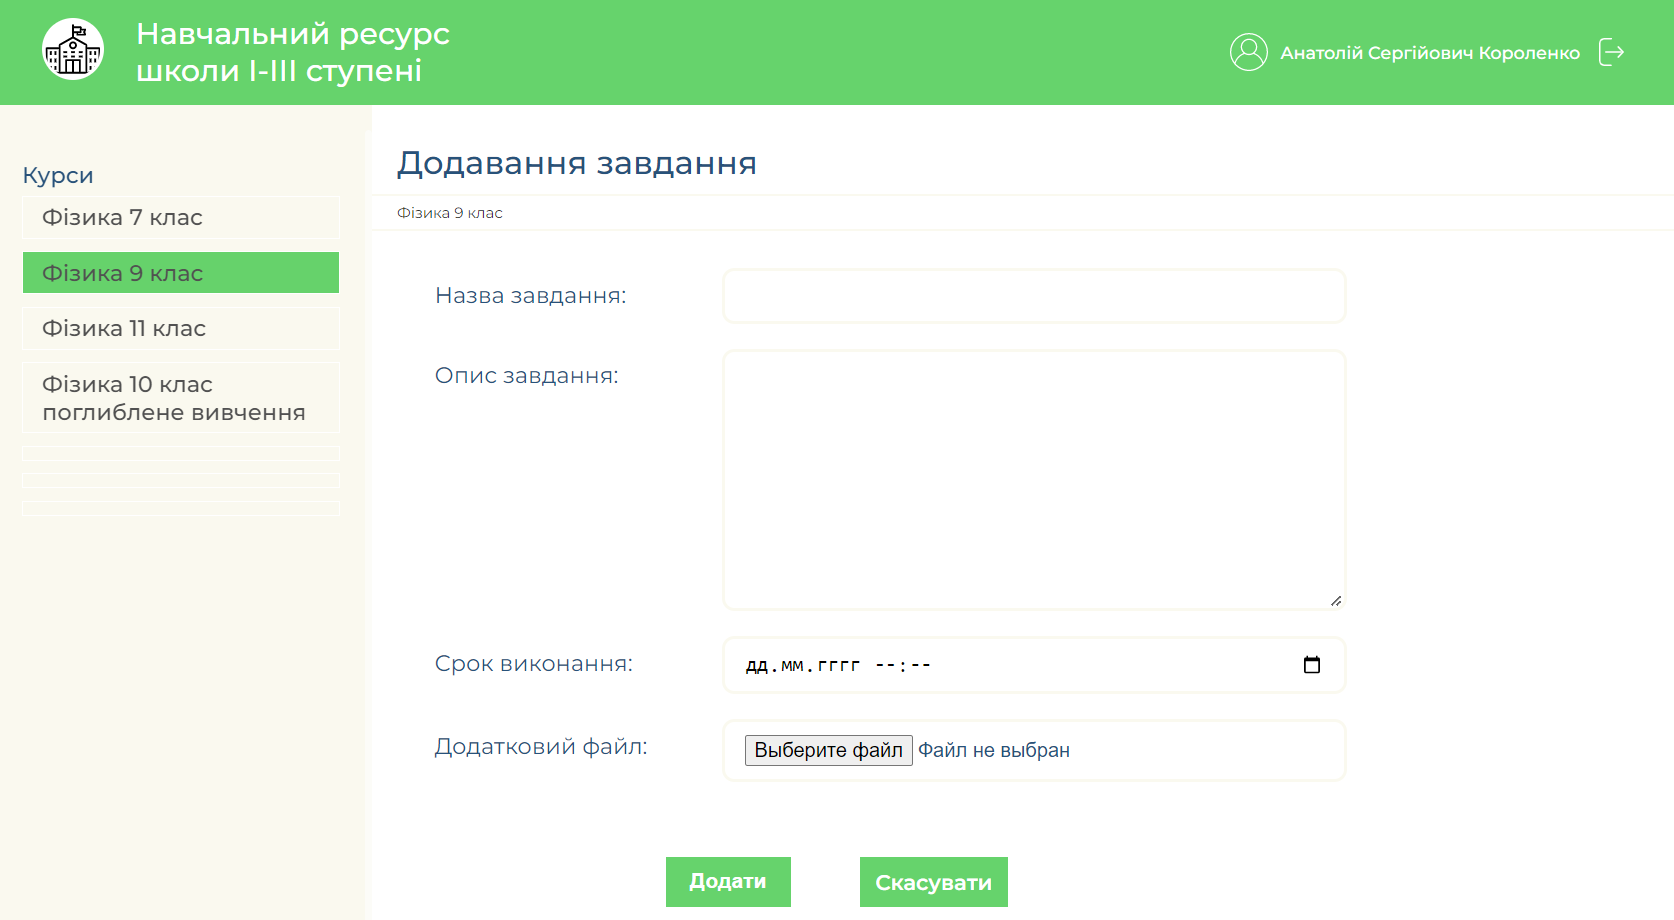 Навчальний ресурс
школи І-ІІІ ступені
Анатолій Сергійович Короленко
Курси
Фізика 7 клас
Фізика 9 клас
Фізика 11 клас
Фізика 10 клас
поглиблене вивчення
Додавання завдання
Фізика 9 клас
Назва завдання:
Опис завдання:
Срок виконання:
дд.мм.гггг --:--
Додатковий файл:
Выберите файл Файл не выбран
Додати
Скасувати